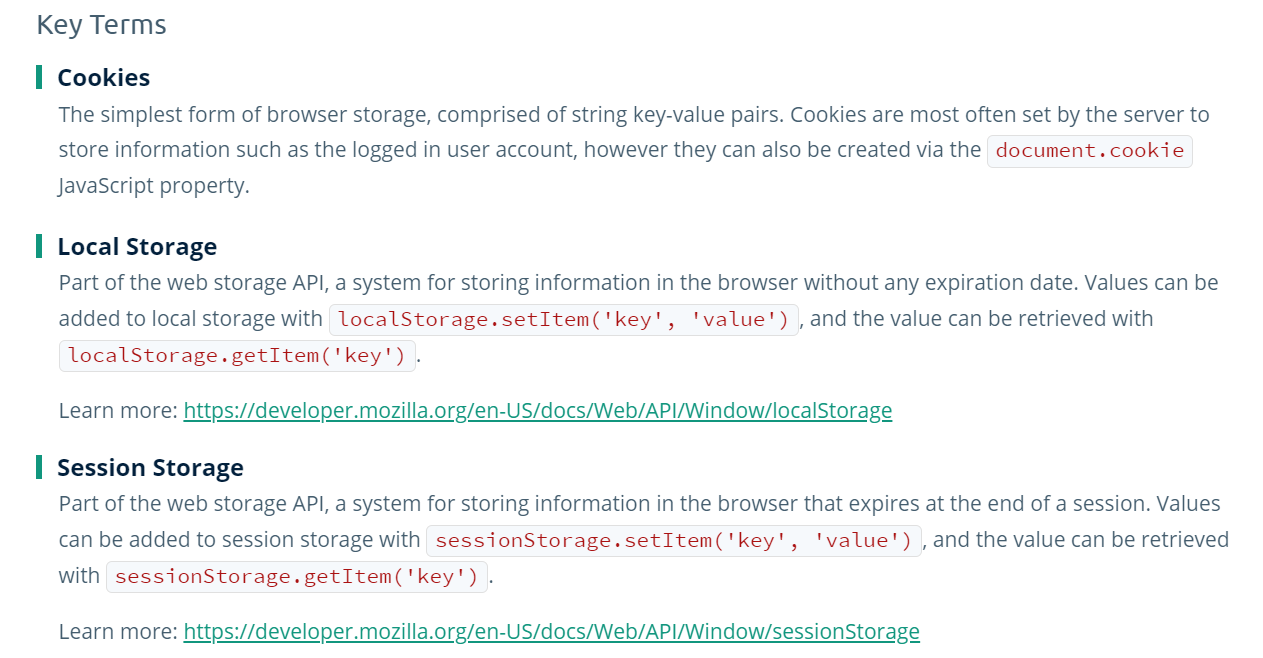 Key Terms
Cookies
The simplest form of browser storage, comprised of string key-value pairs. Cookies are most often set by the server to
store information such as the logged in user account, however they can also be created via the document.cookie
JavaScript property.
Local Storage
Part of the web storage API, a system for storing information in the browser without any expiration date. Values can be
added to local storage with localStorage.setItem('key', 'value'), and the value can be retrieved with
localStorage.getItem('key').
Learn more: https://developer.mozilla.org/en-US/docs/Web/API/Window/localStorage
Session Storage
Part of the web storage API, a system for storing information in the browser that expires at the end of a session. Values
can be added to session storage with sessionStorage.setItem('key', 'value'), and the value can be retrieved
with sessionStorage.getItem('key').
Learn more: https://developer.mozilla.org/en-US/docs/Web/API/Window/sessionStorage